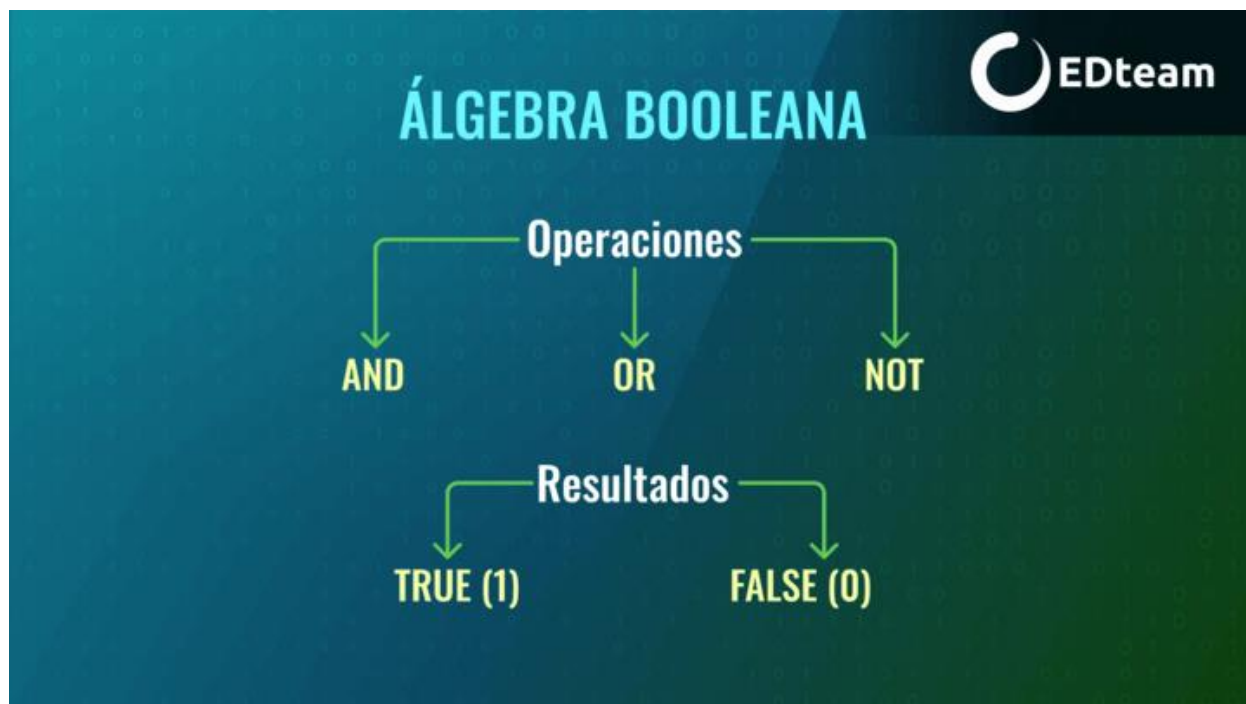 EDteam
ÁLGEBRA BOOLEANA
Operaciones
AND OR NOT
Resultados
TRUE (1) FALSE (0)